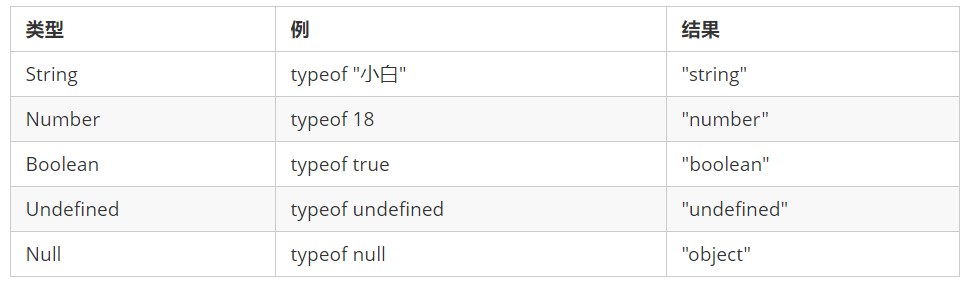 类型 例 结果
String typeof "小白" "string"
Number typeof 18 "number"
Boolean typeof true "boolean"
Undefined typeof undefined "undefined"
Null typeof null "object"